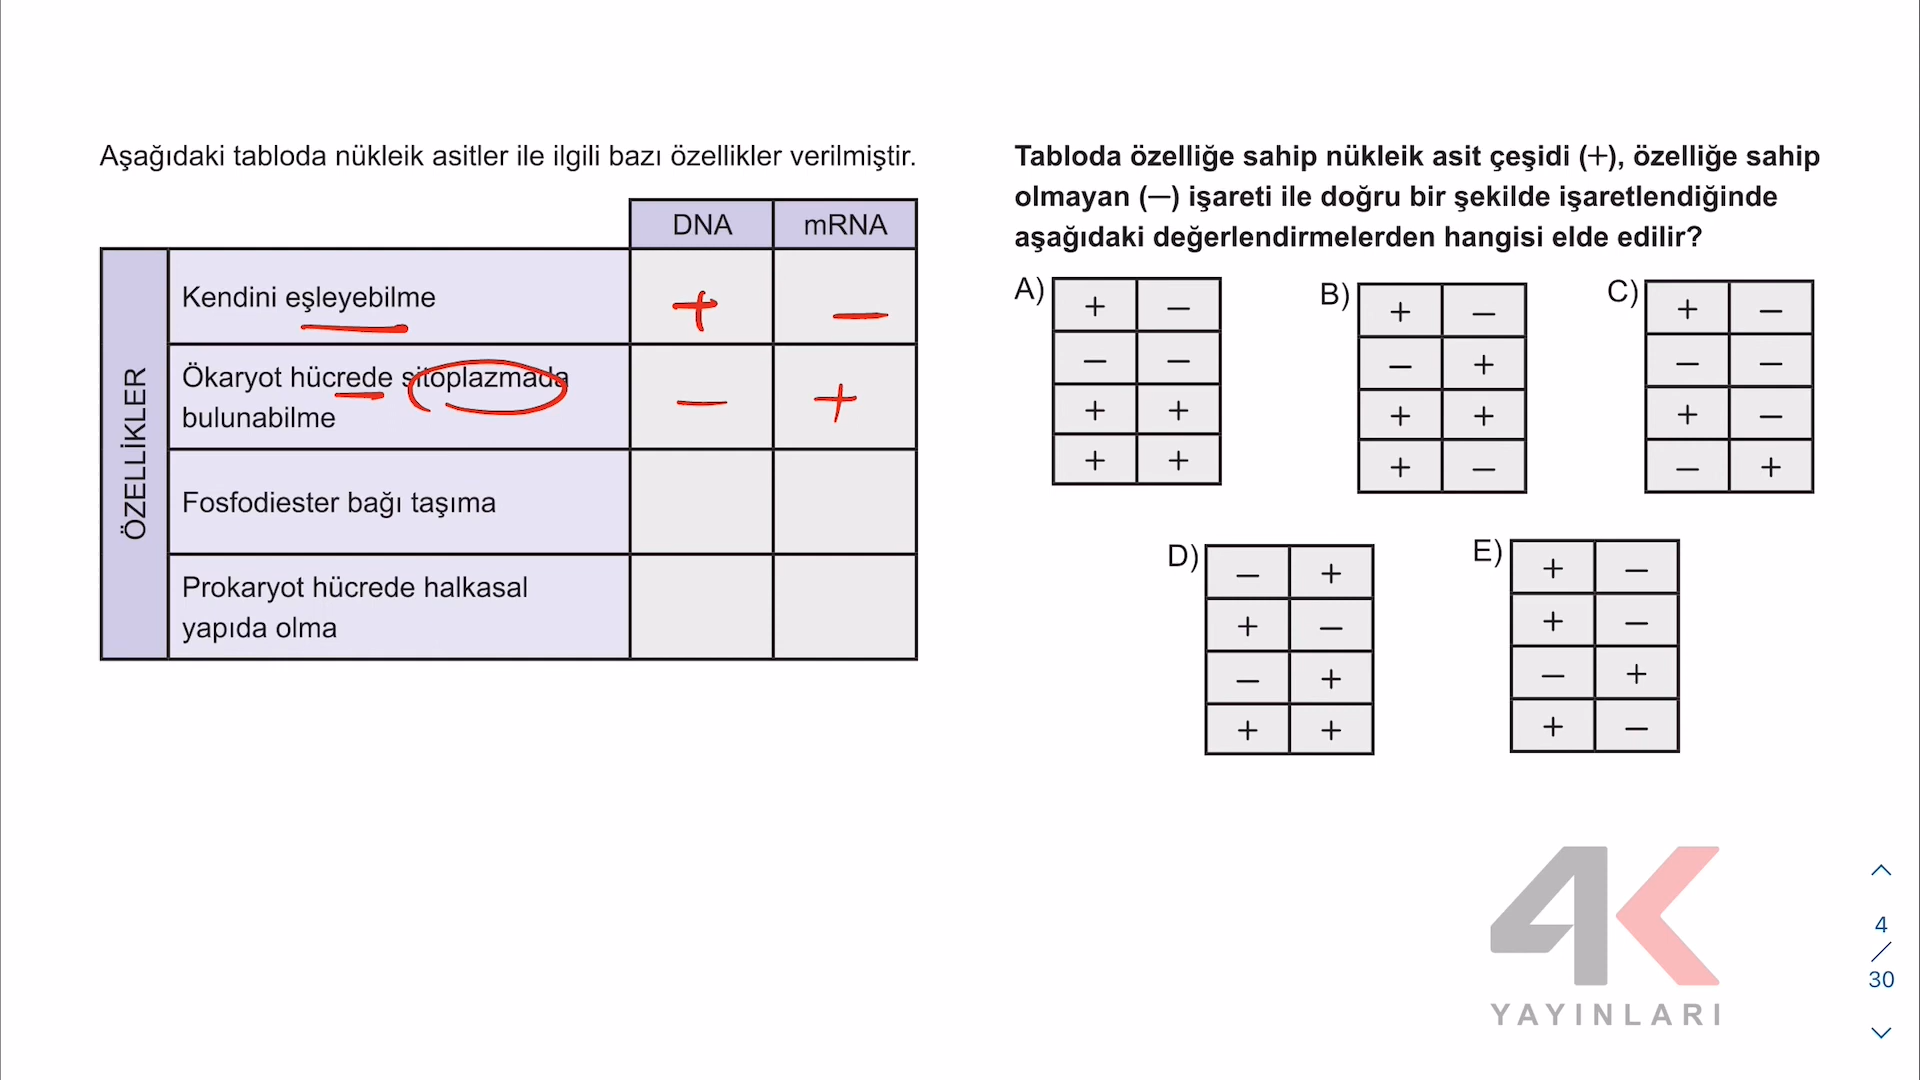 Aşağıdaki tabloda nükleik asitler ile ilgili bazı özellikler verilmiştir.
DNA mRNA
ÖZELLİKLER
Kendini eşleyebilme + −
Ökaryot hücrede sitoplazmada
bulunabilme − +
Fosfodiester bağı taşıma
Prokaryot hücrede halkasal
yapıda olma
Tabloda özelliğe sahip nükleik asit çeşidi (+), özelliğe sahip
olmayan (−) işareti ile doğru bir şekilde işaretlendiğinde
aşağıdaki değerlendirmelerden hangisi elde edilir?
A)
+ −
− −
+ +
+ +
B)
+ −
− +
+ +
+ −
C)
+ −
− −
+ −
− +
D)
− +
+ −
− +
+ +
E)
+ −
+ −
− +
+ −
4K
YAYINLARI
4
/
30